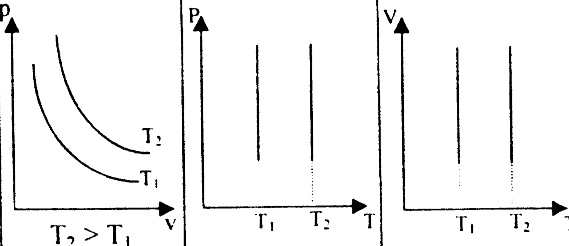 p
T₂
T₁
v
T₂ > T₁
P
T₁ T₂ T
V
T₁ T₂